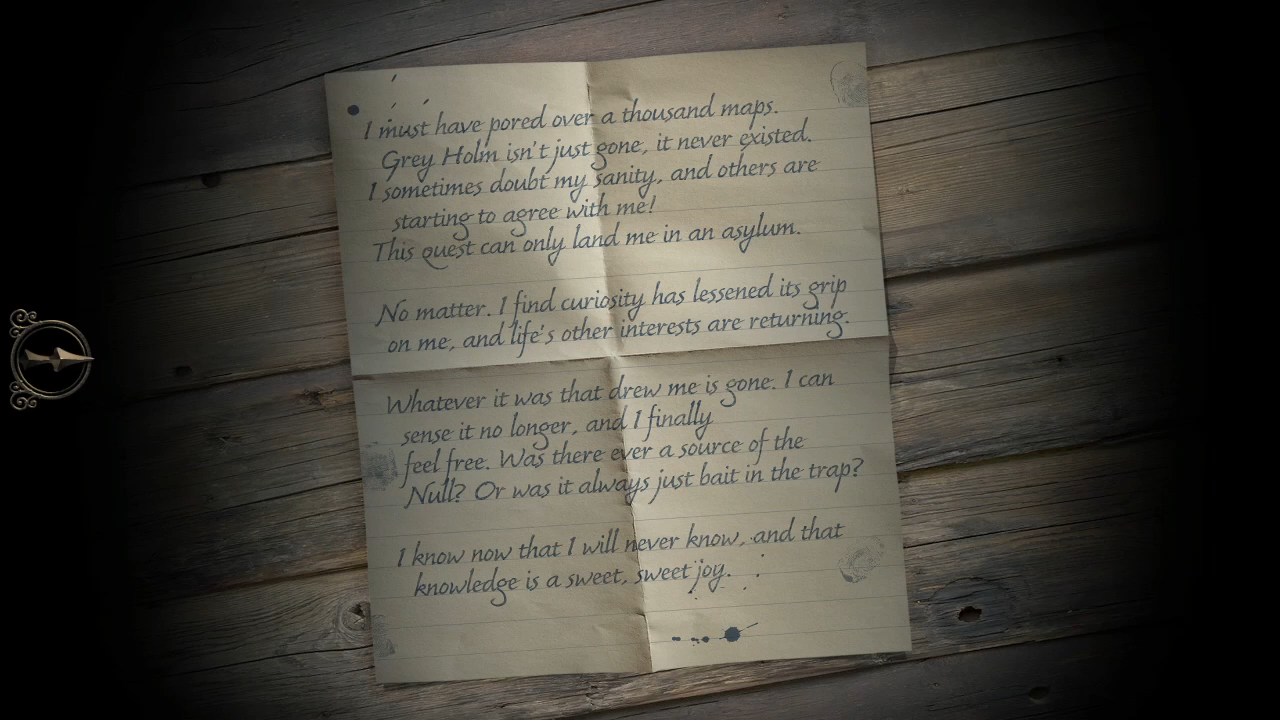 I must have pored over a thousand maps.
Grey Holm isn't just gone, it never existed.
I sometimes doubt my sanity, and others are
starting to agree with me!
This quest can only land me in an asylum.
No matter. I find curiosity has lessened its grip
on me, and life's other interests are returning.
Whatever it was that drew me is gone. I can
sense it no longer, and I finally
feel free. Was there ever a source of the
Null? Or was it always just bait in the trap?
I know now that I will never know, and that
knowledge is a sweet, sweet joy.